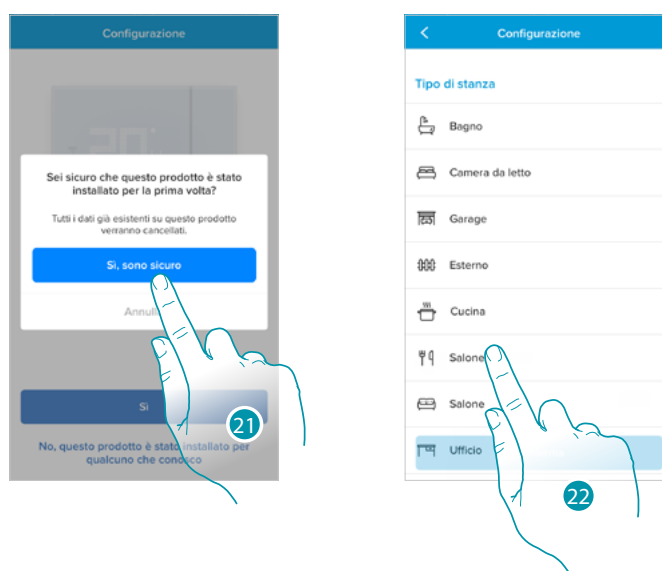 Configurazione
Sei sicuro che questo prodotto è stato
installato per la prima volta?
Tutti i dati già esistenti su questo prodotto
verranno cancellati.
Sì, sono sicuro
Sì
No, questo prodotto è stato installato per
qualcuno che conosco
21
Configurazione
Tipo di stanza
Bagno
Camera da letto
Garage
Esterno
Cucina
Salone
Salone
Ufficio
22